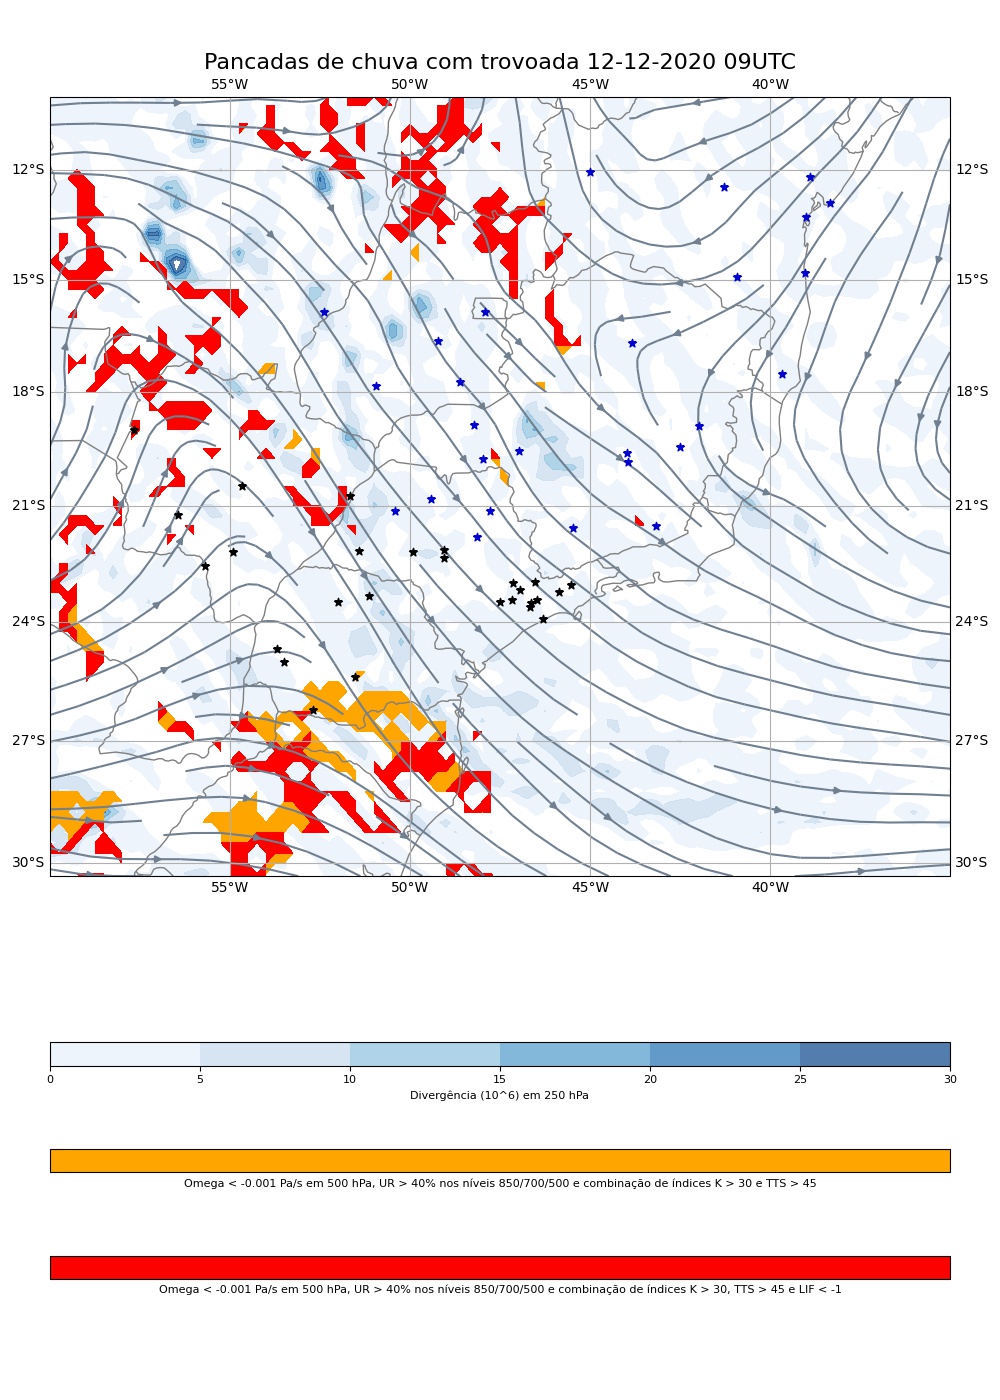 Pancadas de chuva com trovoada 12-12-2020 09UTC
55°W 50°W 45°W 40°W
12°S 12°S
15°S 15°S
18°S 18°S
21°S 21°S
24°S 24°S
27°S 27°S
30°S 30°S
55°W 50°W 45°W 40°W
0 5 10 15 20 25 30
Divergência (10^6) em 250 hPa
Omega < -0.001 Pa/s em 500 hPa, UR > 40% nos níveis 850/700/500 e combinação de índices K > 30 e TTS > 45
Omega < -0.001 Pa/s em 500 hPa, UR > 40% nos níveis 850/700/500 e combinação de índices K > 30, TTS > 45 e LIF < -1